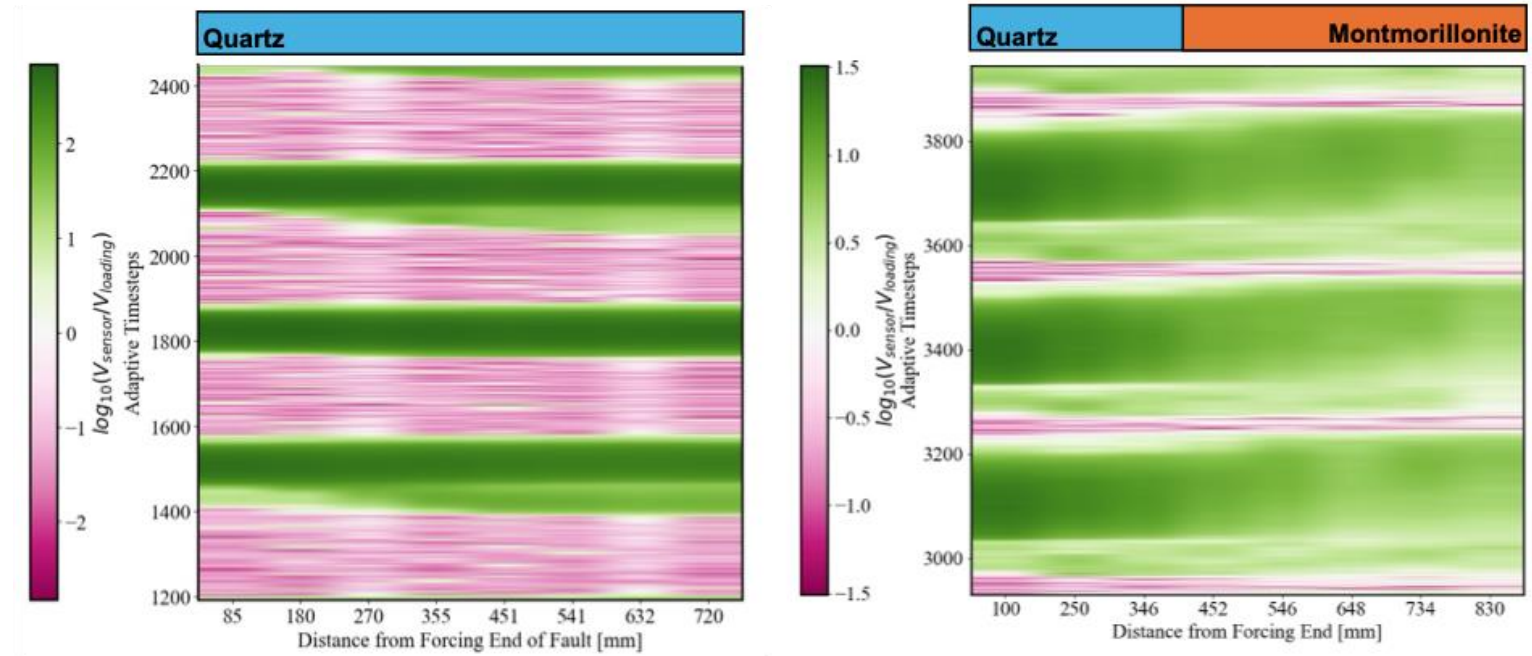 Quartz
2
1
0
−1
−2
log10(Vsensor/Vloading)
Adaptive Timesteps
2400
2200
2000
1800
1600
1400
1200
85 180 270 355 451 541 632 720
Distance from Forcing End of Fault [mm]
Quartz Montmorillonite
1.5
1.0
0.5
0.0
−0.5
−1.0
−1.5
log10(Vsensor/Vloading)
Adaptive Timesteps
3800
3600
3400
3200
3000
100 250 346 452 546 648 734 830
Distance from Forcing End [mm]